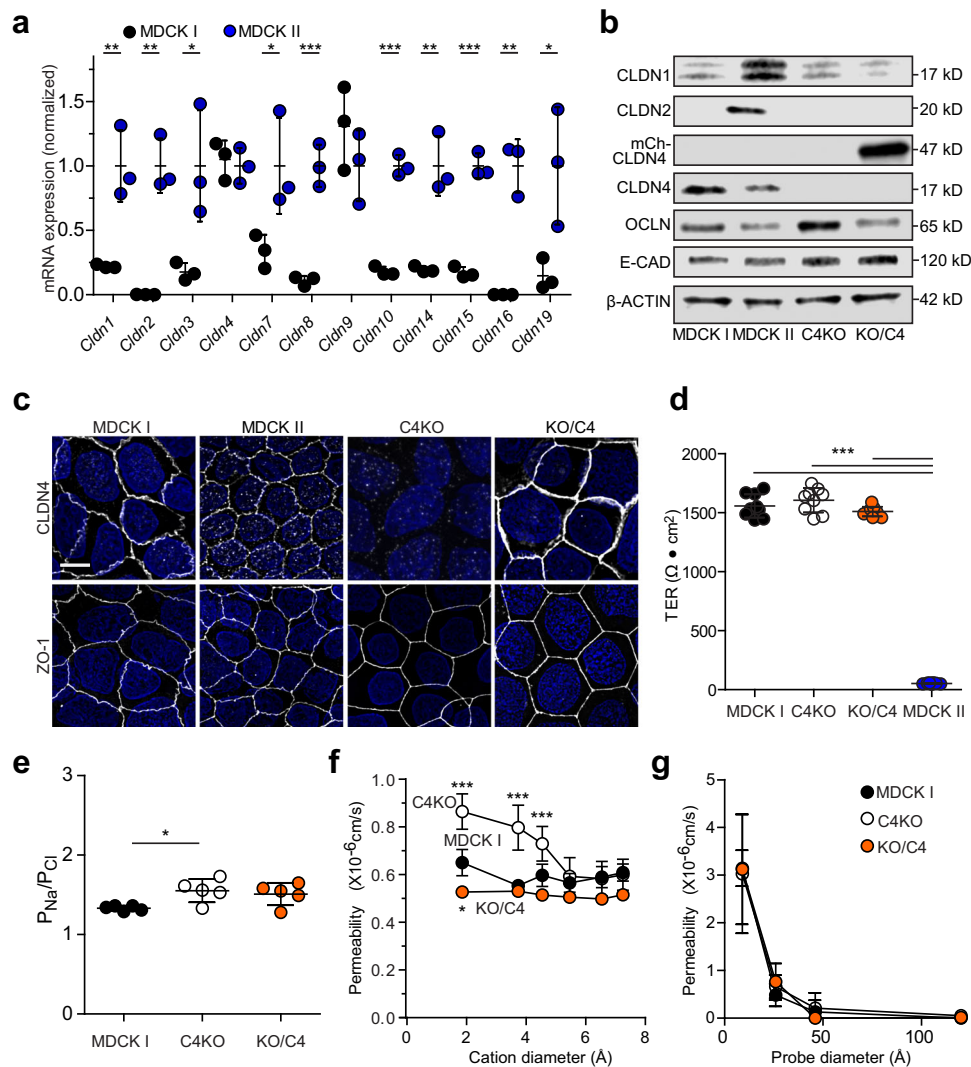 a
MDCK I
MDCK II
** ** * * *** *** ** *** ** *
mRNA expression (normalized)
1.5
1.0
0.5
0.0
Cldn1 Cldn2 Cldn3 Cldn4 Cldn7 Cldn8 Cldn9 Cldn10 Cldn14 Cldn15 Cldn16 Cldn19
b
CLDN1 17 kD
CLDN2 20 kD
mCh-
CLDN4
47 kD
CLDN4 17 kD
OCLN 65 kD
E-CAD 120 kD
β-ACTIN 42 kD
MDCK I MDCK II C4KO KO/C4
c
MDCK I MDCK II C4KO KO/C4
CLDN4
ZO-1
d
***
TER (Ω • cm2)
2000
1500
1000
500
0
MDCK I C4KO KO/C4 MDCK II
e
PNa/PCl
3
2
1
0
*
MDCK I C4KO KO/C4
f
Permeability (X10-6cm/s)
1.0
0.8
0.6
0.4
0.2
0.0
C4KO
***
***
***
MDCK I
*
KO/C4
0 2 4 6 8
Cation diameter (Å)
g
Permeability (X10-6cm/s)
5
4
3
2
1
0
MDCK I
C4KO
KO/C4
0 50 100
Probe diameter (Å)